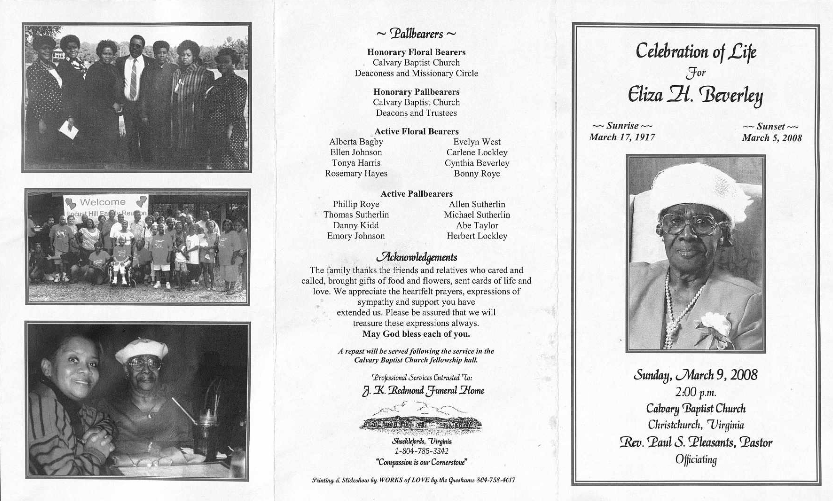 Welcome
Hill Family Reunion
~ Pallbearers ~
Honorary Floral Bearers
Calvary Baptist Church
Deaconess and Missionary Circle
Honorary Pallbearers
Calvary Baptist Church
Deacons and Trustees
Active Floral Bearers
Alberta Bagby Evelyn West
Ellen Johnson Carlene Lockley
Tonya Harris Cynthia Beverley
Rosemary Hayes Bonny Roye
Active Pallbearers
Phillip Roye Allen Sutherlin
Thomas Sutherlin Michael Sutherlin
Danny Kidd Abe Taylor
Emory Johnson Herbert Lockley
Acknowledgements
The family thanks the friends and relatives who cared and
called, brought gifts of food and flowers, sent cards of life and
love. We appreciate the heartfelt prayers, expressions of
sympathy and support you have
extended us. Please be assured that we will
treasure these expressions always.
May God bless each of you.
A repast will be served following the service in the
Calvary Baptist Church fellowship hall.
Professional Services Entrusted To:
J. K. Redmond Funeral Home
Shacklefords, Virginia
1-804-785-3342
"Compassion is our Cornerstone"
Printing & Slideshow by WORKS of LOVE by the 804-758-4617
Celebration of Life
For
Eliza H. Beverley
~~ Sunrise ~~ ~~ Sunset ~~
March 17, 1917 March 5, 2008
Sunday, March 9, 2008
2:00 p.m.
Calvary Baptist Church
Christchurch, Virginia
Rev. Paul S. Pleasants, Pastor
Officiating